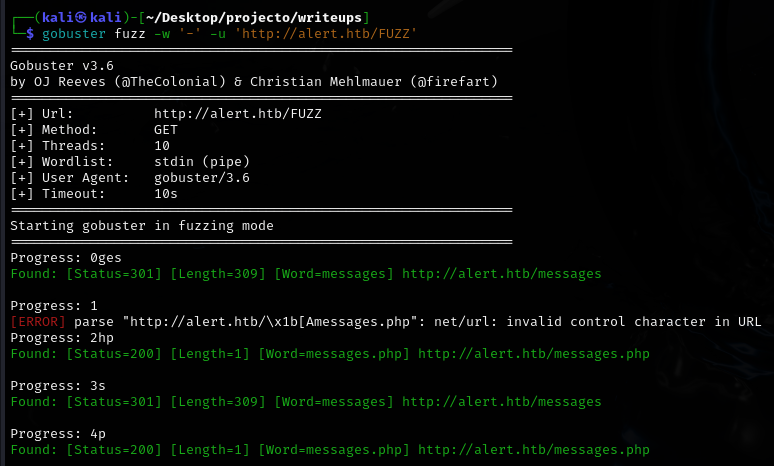 ┌──(kali㉿kali)-[~/Desktop/projecto/writeups]
└─$ gobuster fuzz -w '-' -u 'http://alert.htb/FUZZ'
===============================================================
Gobuster v3.6
by OJ Reeves (@TheColonial) & Christian Mehlmauer (@firefart)
===============================================================
[+] Url:          http://alert.htb/FUZZ
[+] Method:       GET
[+] Threads:      10
[+] Wordlist:     stdin (pipe)
[+] User Agent:   gobuster/3.6
[+] Timeout:      10s
===============================================================
Starting gobuster in fuzzing mode
===============================================================
Progress: 0ges
Found: [Status=301] [Length=309] [Word=messages] http://alert.htb/messages
Progress: 1
[ERROR] parse "http://alert.htb/\x1b[Amessages.php": net/url: invalid control character in URL
Progress: 2hp
Found: [Status=200] [Length=1] [Word=messages.php] http://alert.htb/messages.php
Progress: 3s
Found: [Status=301] [Length=309] [Word=messages] http://alert.htb/messages
Progress: 4p
Found: [Status=200] [Length=1] [Word=messages.php] http://alert.htb/messages.php